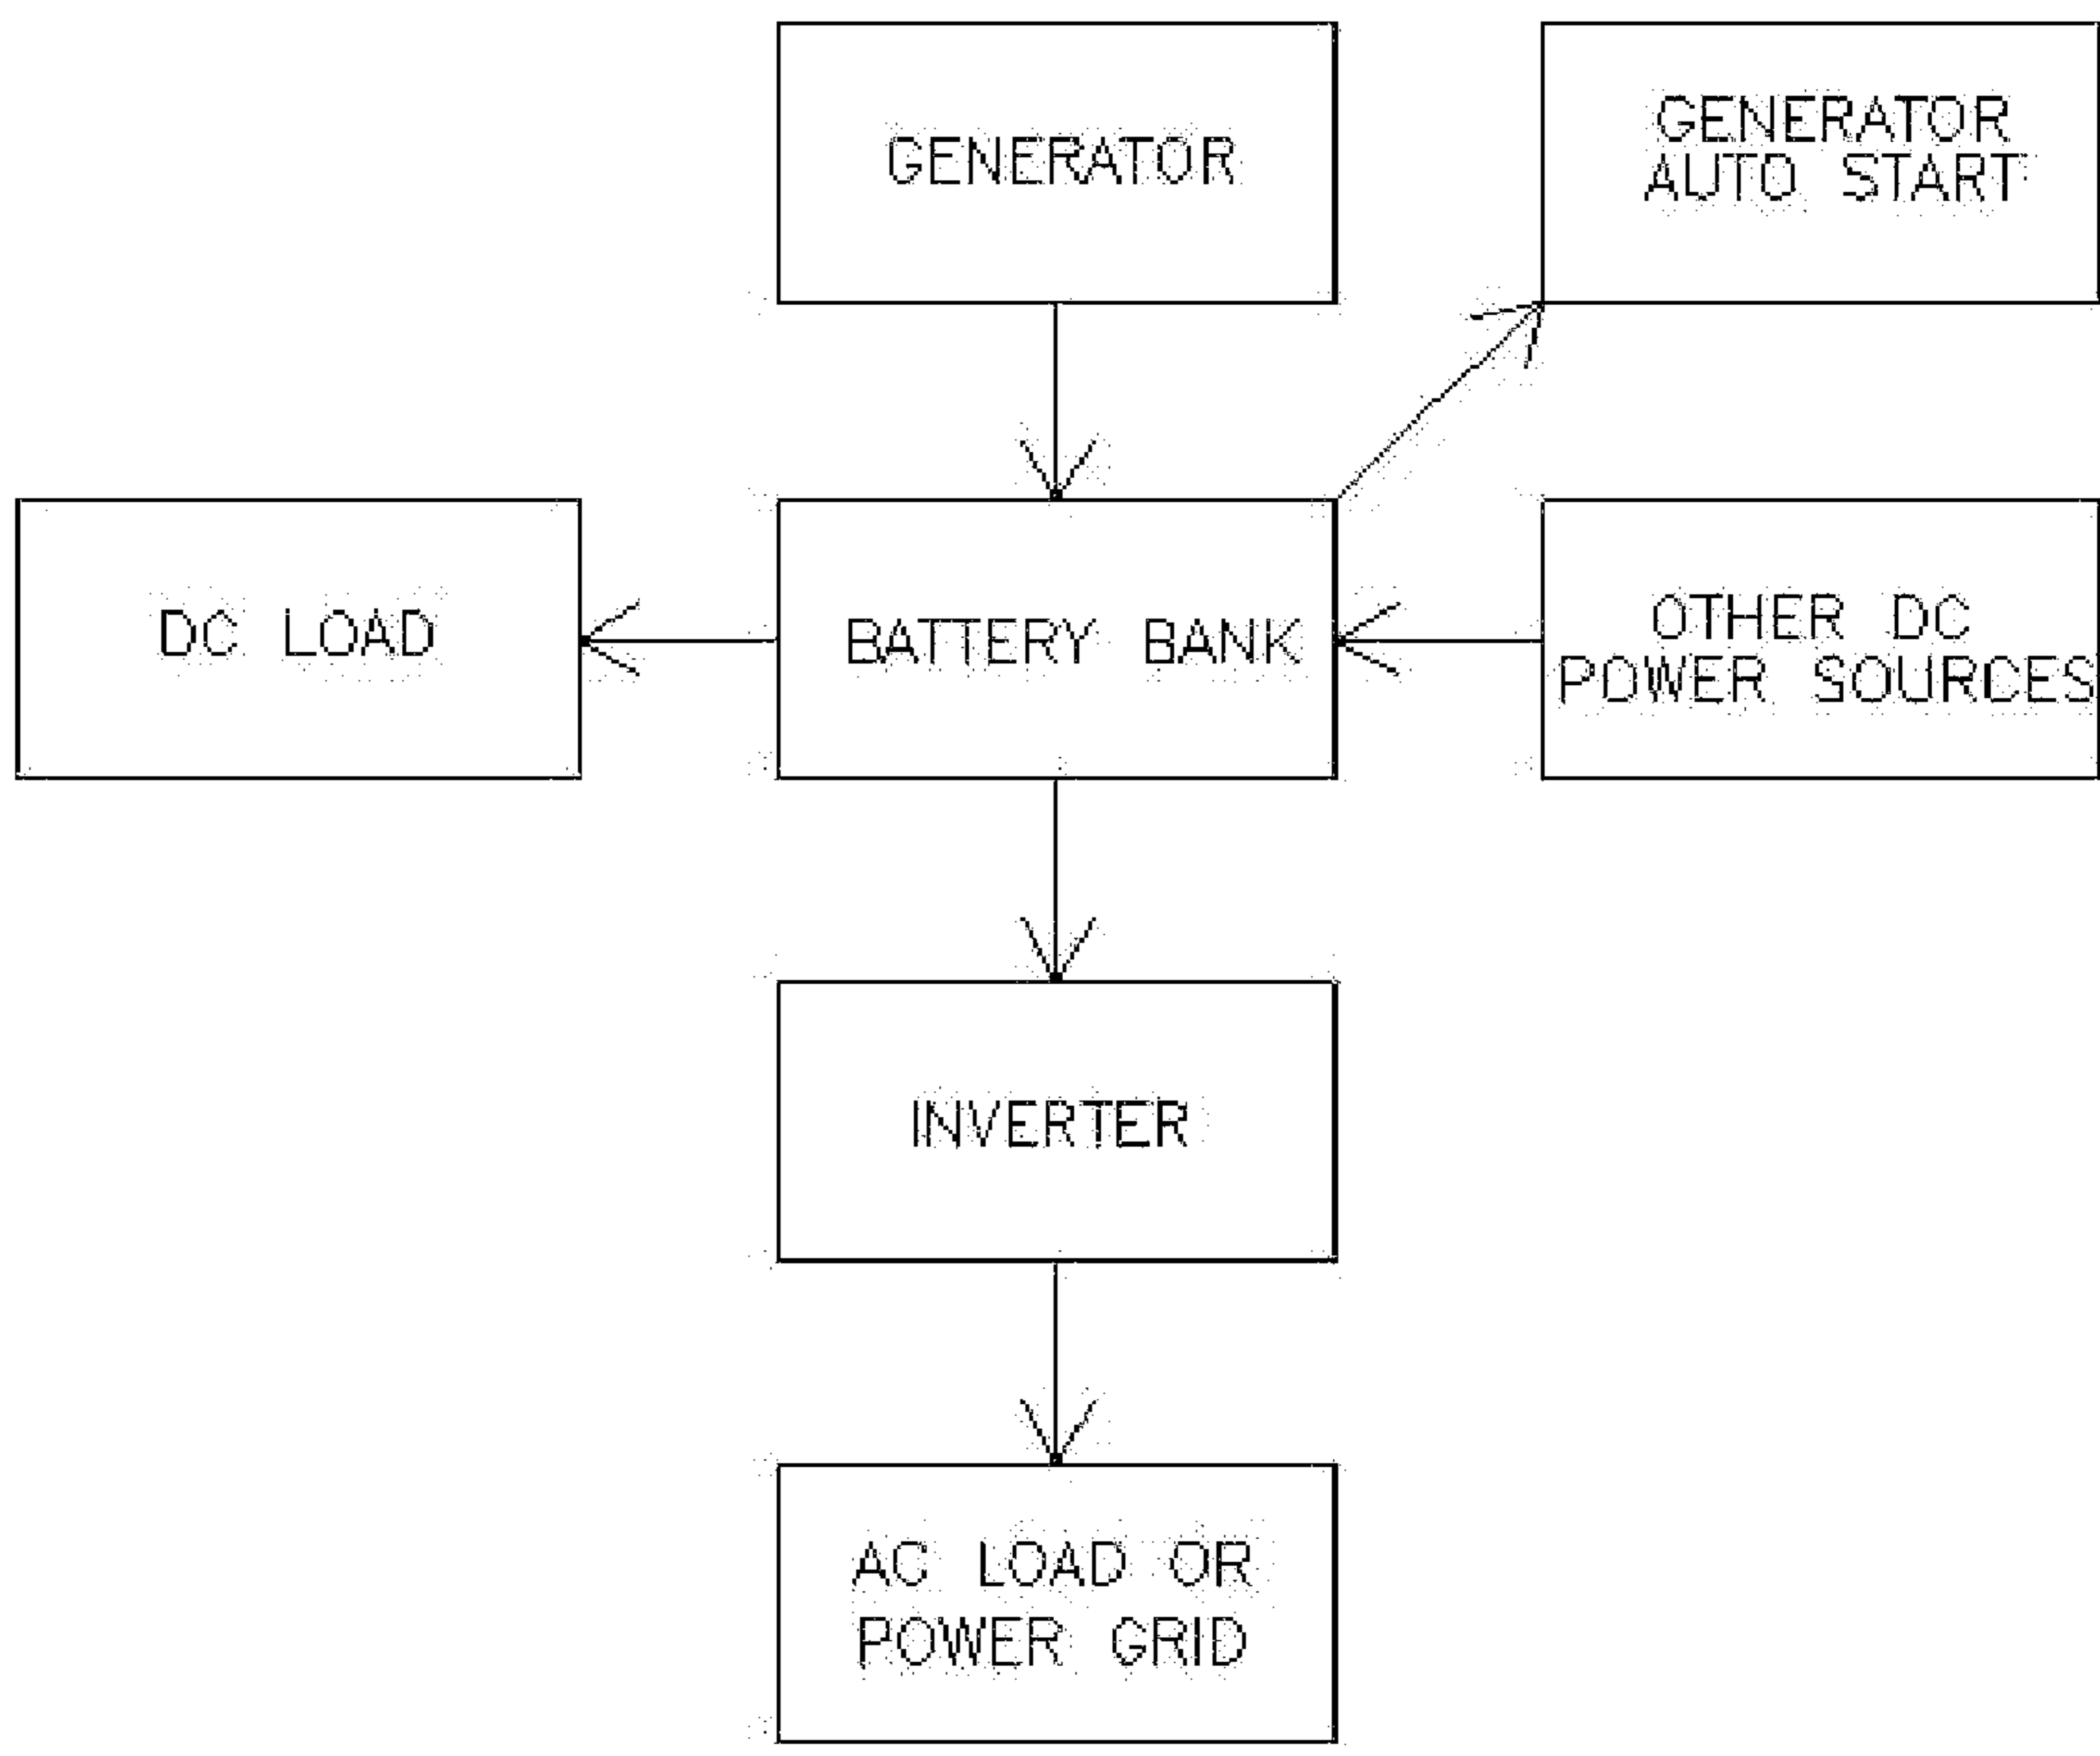 GENERATOR
GENERATOR
AUTO START
DC LOAD
BATTERY BANK
OTHER DC
POWER SOURCES
INVERTER
AC LOAD OR
POWER GRID